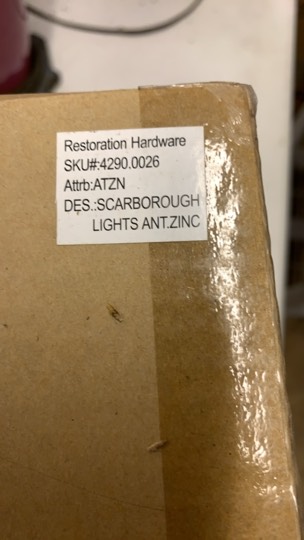 Restoration Hardware
SKU#:4290.0026
Attrb:ATZN
DES.:SCARBOROUGH
LIGHTS ANT.ZINC